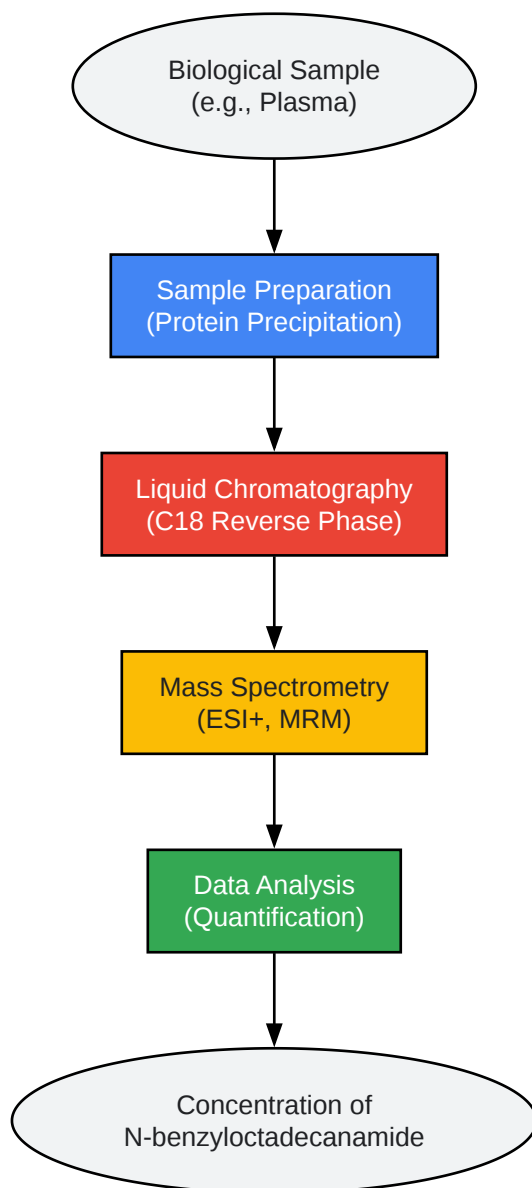 Biological Sample
(e.g., Plasma)
Sample Preparation
(Protein Precipitation)
Liquid Chromatography
(C18 Reverse Phase)
Mass Spectrometry
(ESI+, MRM)
Data Analysis
(Quantification)
Concentration of
N-benzyloctadecanamide